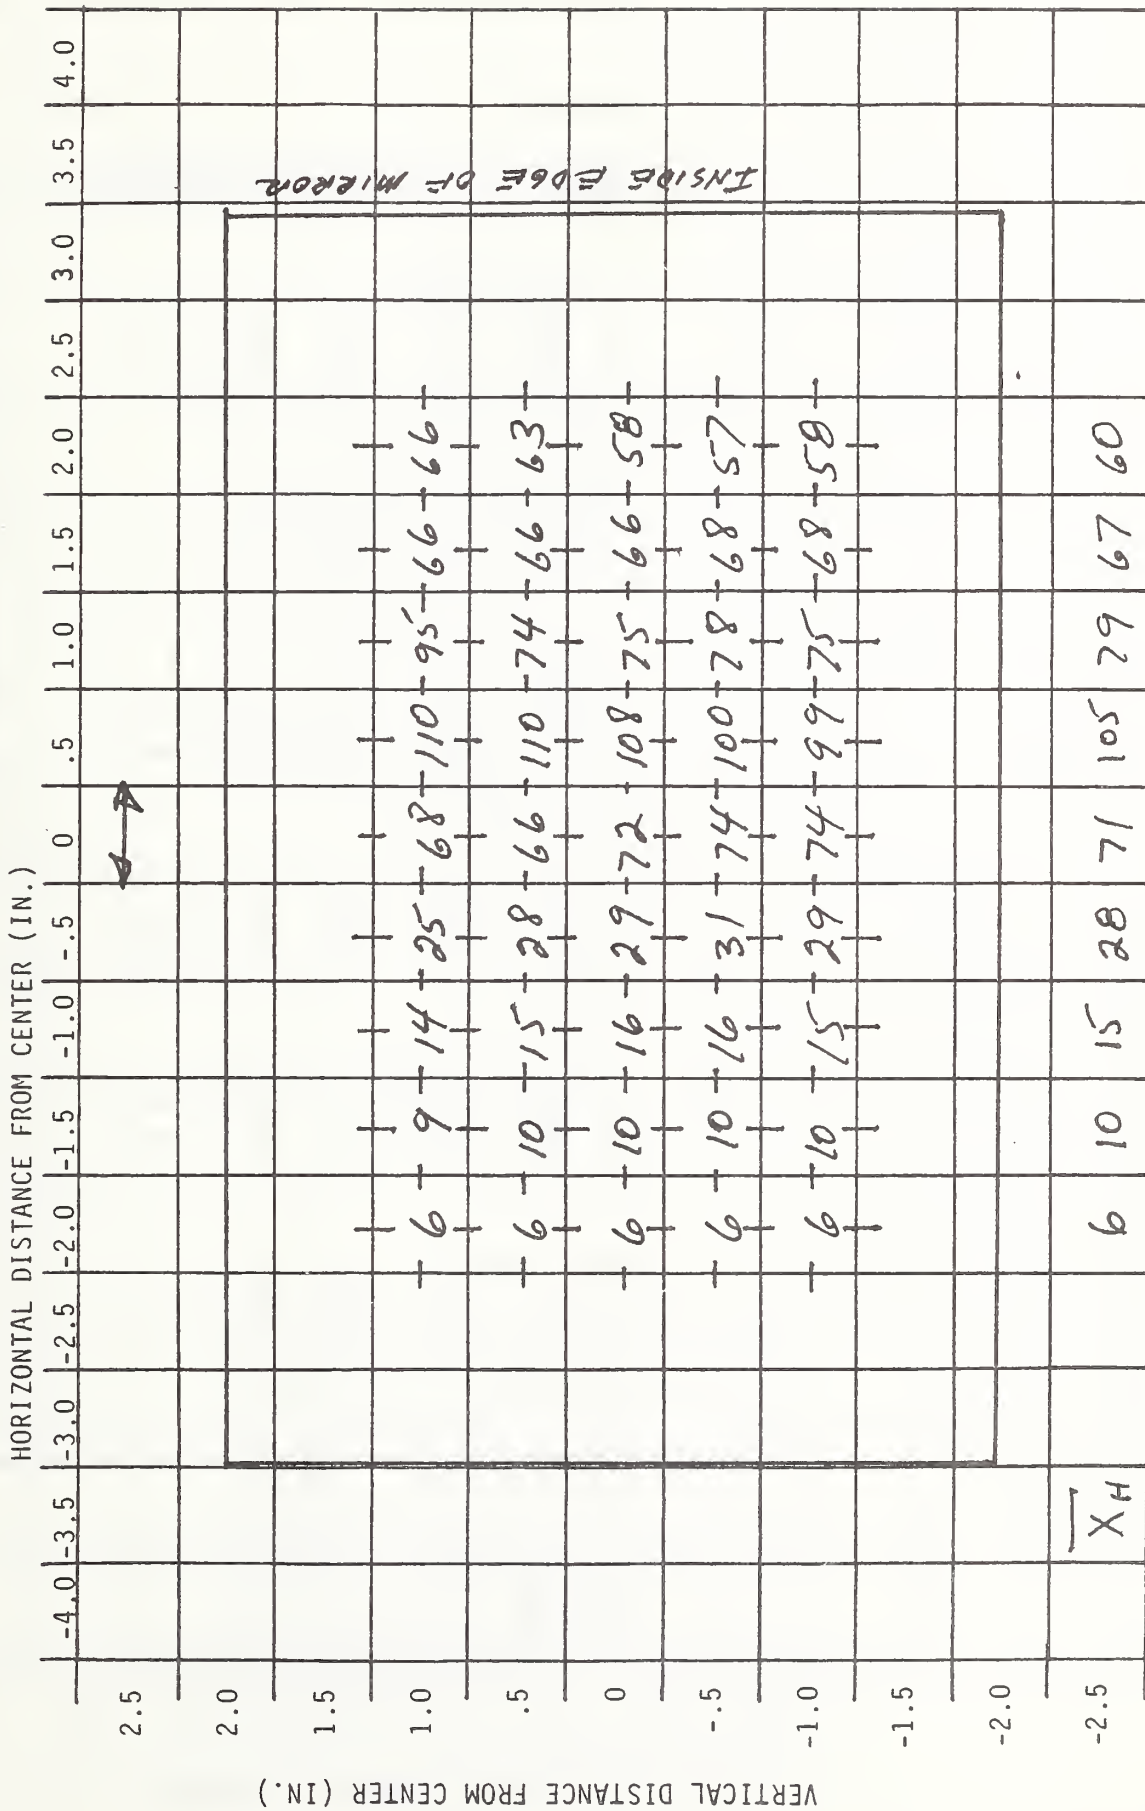 HORIZONTAL DISTANCE FROM CENTER (IN.)
-4.0 -3.5 -3.0 -2.5 -2.0 -1.5 -1.0 -.5 0 .5 1.0 1.5 2.0 2.5 3.0 3.5 4.0
VERTICAL DISTANCE FROM CENTER (IN.)
2.5
2.0
1.5
1.0 6 9 14 25 68 110 95 66 66
.5 6 10 15 28 66 110 74 66 63
0 6 10 16 29 72 108 75 66 58
-.5 6 10 16 31 74 100 78 68 57
-1.0 6 10 15 29 74 99 75 68 58
-1.5
-2.0
-2.5 X̅H 6 10 15 28 71 105 79 67 60
INSIDE EDGE OF MIRROR